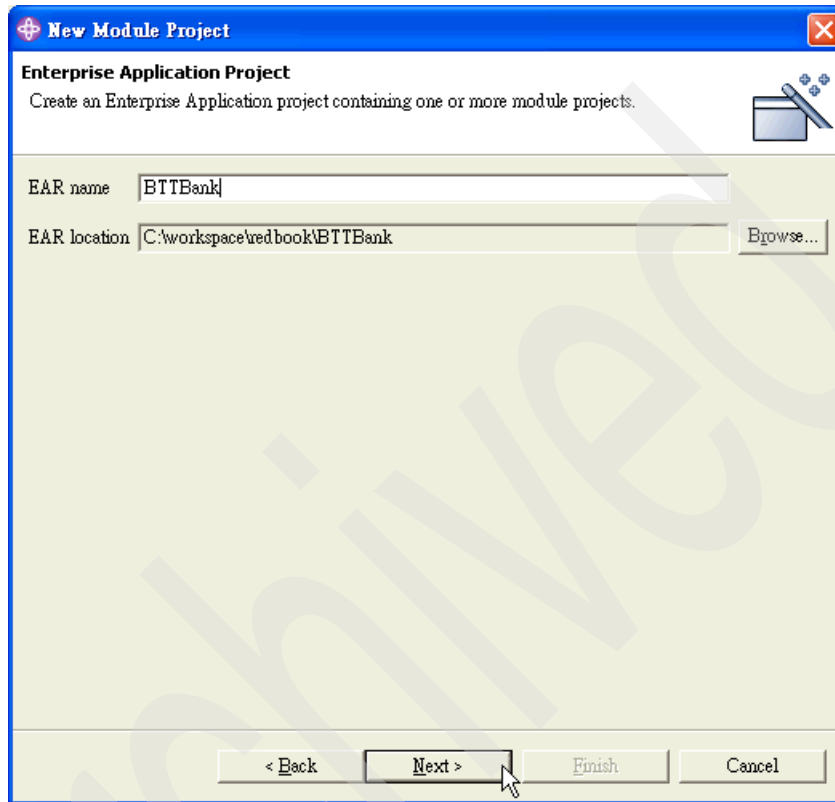 New Module Project
Enterprise Application Project
Create an Enterprise Application project containing one or more module projects.
EAR name BTTBank
EAR location C:\workspace\redbook\BTTBank Browse...
< Back Next > Finish Cancel
Archived